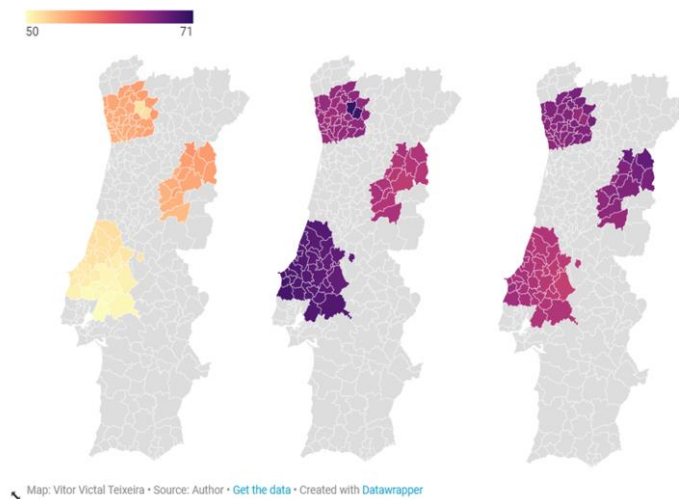 50 71
Map: Vitor Victal Teixeira • Source: Author • Get the data • Created with Datawrapper